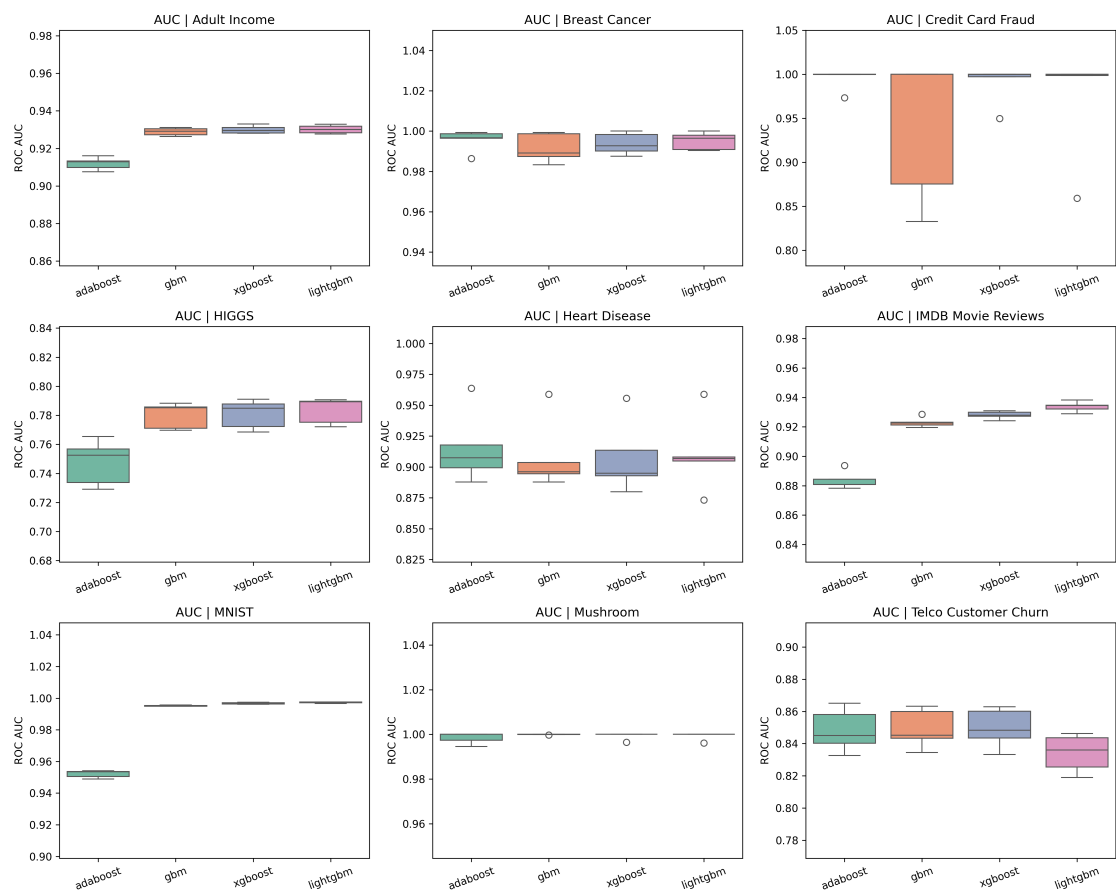 AUC | Adult Income
ROC AUC
0.98
0.96
0.94
0.92
0.90
0.88
0.86
adaboost
gbm
xgboost
lightgbm
AUC | Breast Cancer
ROC AUC
1.04
1.02
1.00
0.98
0.96
0.94
adaboost
gbm
xgboost
lightgbm
AUC | Credit Card Fraud
ROC AUC
1.05
1.00
0.95
0.90
0.85
0.80
adaboost
gbm
xgboost
lightgbm
AUC | HIGGS
ROC AUC
0.84
0.82
0.80
0.78
0.76
0.74
0.72
0.70
0.68
adaboost
gbm
xgboost
lightgbm
AUC | Heart Disease
ROC AUC
1.000
0.975
0.950
0.925
0.900
0.875
0.850
0.825
adaboost
gbm
xgboost
lightgbm
AUC | IMDB Movie Reviews
ROC AUC
0.98
0.96
0.94
0.92
0.90
0.88
0.86
0.84
adaboost
gbm
xgboost
lightgbm
AUC | MNIST
ROC AUC
1.04
1.02
1.00
0.98
0.96
0.94
0.92
0.90
adaboost
gbm
xgboost
lightgbm
AUC | Mushroom
ROC AUC
1.04
1.02
1.00
0.98
0.96
adaboost
gbm
xgboost
lightgbm
AUC | Telco Customer Churn
ROC AUC
0.90
0.88
0.86
0.84
0.82
0.80
0.78
adaboost
gbm
xgboost
lightgbm